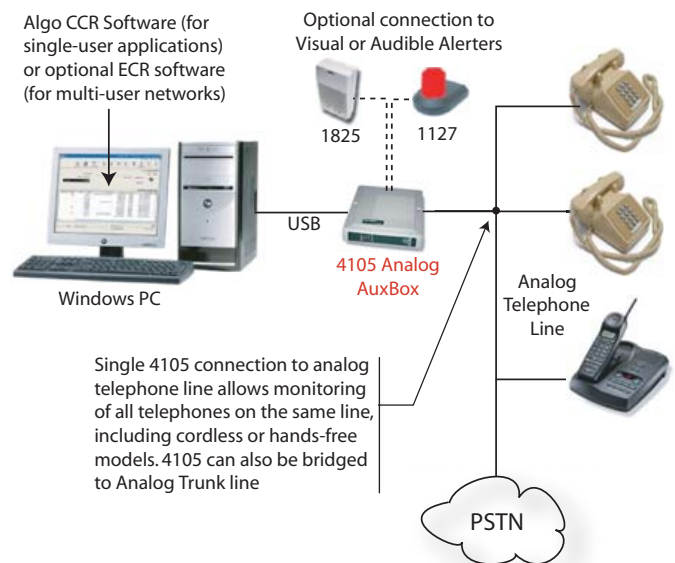 Algo CCR Software (for
single-user applications)
or optional ECR software
(for multi-user networks)
Optional connection to
Visual or Audible Alerters
1825
1127
USB
4105 Analog
AuxBox
Windows PC
Analog
Telephone
Line
Single 4105 connection to analog
telephone line allows monitoring
of all telephones on the same line,
including cordless or hands-free
models. 4105 can also be bridged
to Analog Trunk line
PSTN